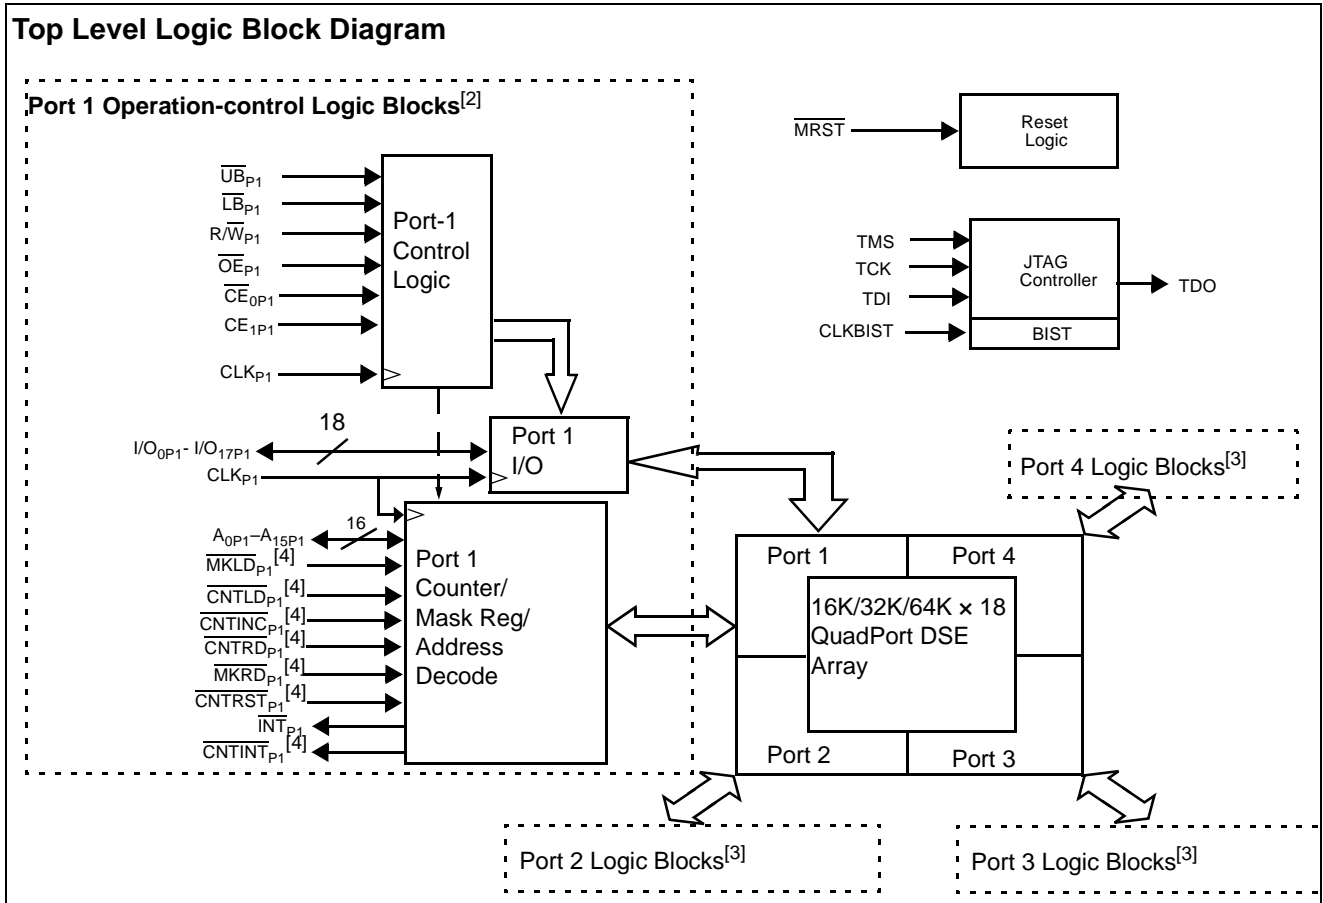 Top Level Logic Block Diagram
Port 1 Operation-control Logic Blocks[2]
UBP1
LBP1
R/WP1
OEP1
CE0P1
CE1P1
CLKP1
Port-1
Control
Logic
MRST
Reset
Logic
TMS
TCK
TDI
CLKBIST
JTAG
Controller
BIST
TDO
18
I/O0P1- I/O17P1
CLKP1
Port 1
I/O
16
A0P1–A15P1
MKLDP1[4]
CNTLDP1[4]
CNTINCP1[4]
CNTRDP1[4]
MKRDP1[4]
CNTRSTP1[4]
INTP1
CNTINTP1[4]
Port 1
Counter/
Mask Reg/
Address
Decode
Port 4 Logic Blocks[3]
Port 1
Port 4
16K/32K/64K × 18
QuadPort DSE
Array
Port 2
Port 3
Port 2 Logic Blocks[3]
Port 3 Logic Blocks[3]